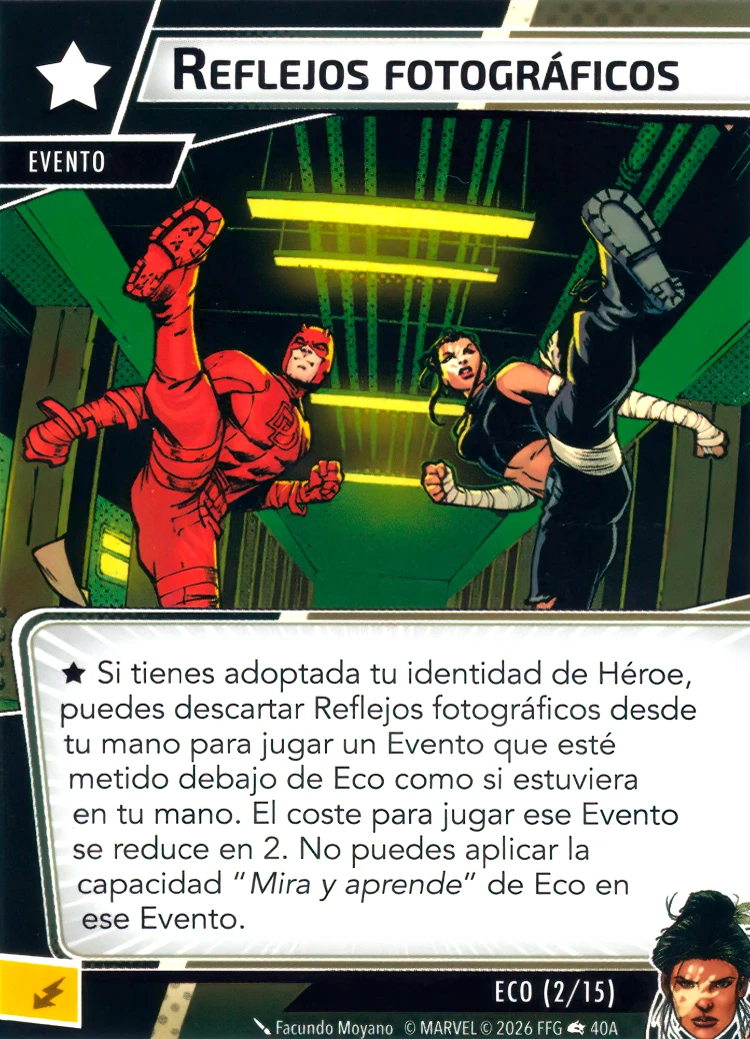 REFLEJOS FOTOGRÁFICOS
EVENTO
★ Si tienes adoptada tu identidad de Héroe,
puedes descartar Reflejos fotográficos desde
tu mano para jugar un Evento que esté
metido debajo de Eco como si estuviera
en tu mano. El coste para jugar ese Evento
se reduce en 2. No puedes aplicar la
capacidad “Mira y aprende” de Eco en
ese Evento.
ECO (2/15)
Facundo Moyano © MARVEL © 2026 FFG 40A